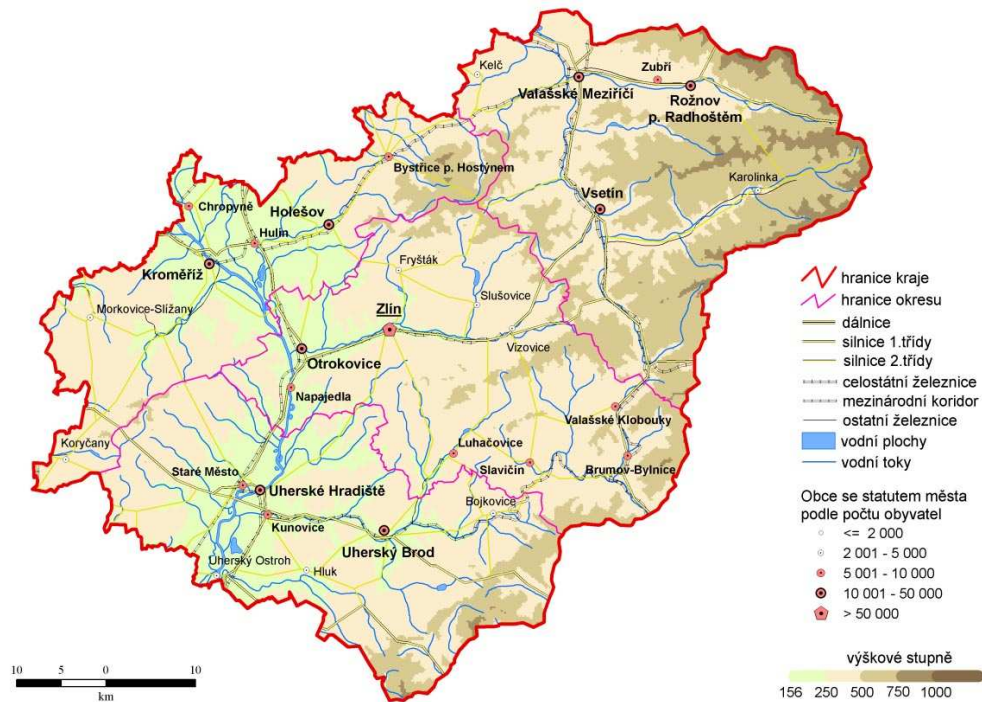 Kelč
Zubří
Valašské Meziříčí
Rožnov
p. Radhoštěm
Bystřice p. Hostýnem
Karolinka
Chropyně
Holešov
Vsetín
Hulín
Kroměříž
Fryšták
Morkovice-Slížany
Zlín
Slušovice
Vizovice
Otrokovice
Napajedla
Valašské Klobouky
Koryčany
Luhačovice
Staré Město
Slavičín
Brumov-Bylnice
Uherské Hradiště
Bojkovice
Kunovice
Uherský Brod
Uherský Ostroh
Hluk
hranice kraje
hranice okresu
dálnice
silnice 1.třídy
silnice 2.třídy
celostátní železnice
mezinárodní koridor
ostatní železnice
vodní plochy
vodní toky
Obce se statutem města
podle počtu obyvatel
<= 2 000
2 001 - 5 000
5 001 - 10 000
10 001 - 50 000
> 50 000
výškové stupně
156 250 500 750 1000
10 5 0 10
km